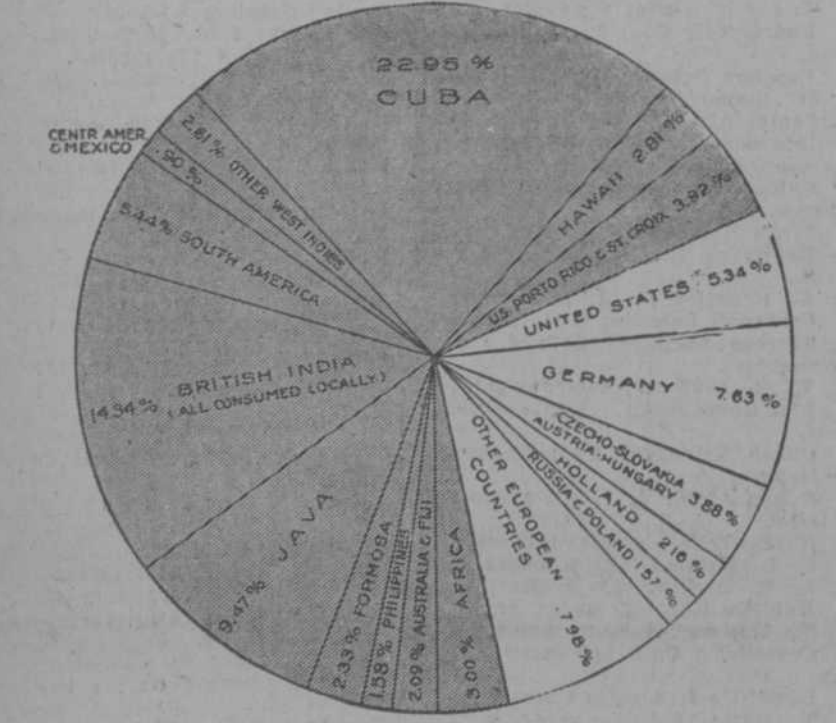 22.95 %
CUBA
HAWAII 2.81 %
U.S. PORTO RICO & ST. CROIX 3.92 %
UNITED STATES 5.34 %
GERMANY 7.63 %
CZECHO-SLOVAKIA
AUSTRIA-HUNGARY 3.88 %
HOLLAND 2.16 %
RUSSIA & POLAND 1.57 %
OTHER EUROPEAN
COUNTRIES
7.98 %
3.00 % AFRICA
2.09 % AUSTRALIA & FIJI
1.58 % PHILIPPINES
2.33 % FORMOSA
9.47 % JAVA
14.34 % BRITISH INDIA
(ALL CONSUMED LOCALLY)
5.44 % SOUTH AMERICA
CENTR AMER
& MEXICO
.90 %
2.61 % OTHER WEST INDIES